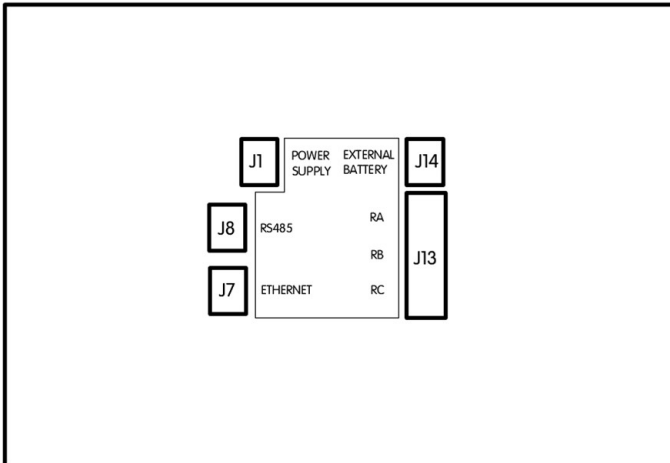 J1
POWER
SUPPLY
EXTERNAL
BATTERY
J14
J8
RS485
RA
RB
J13
J7
ETHERNET
RC